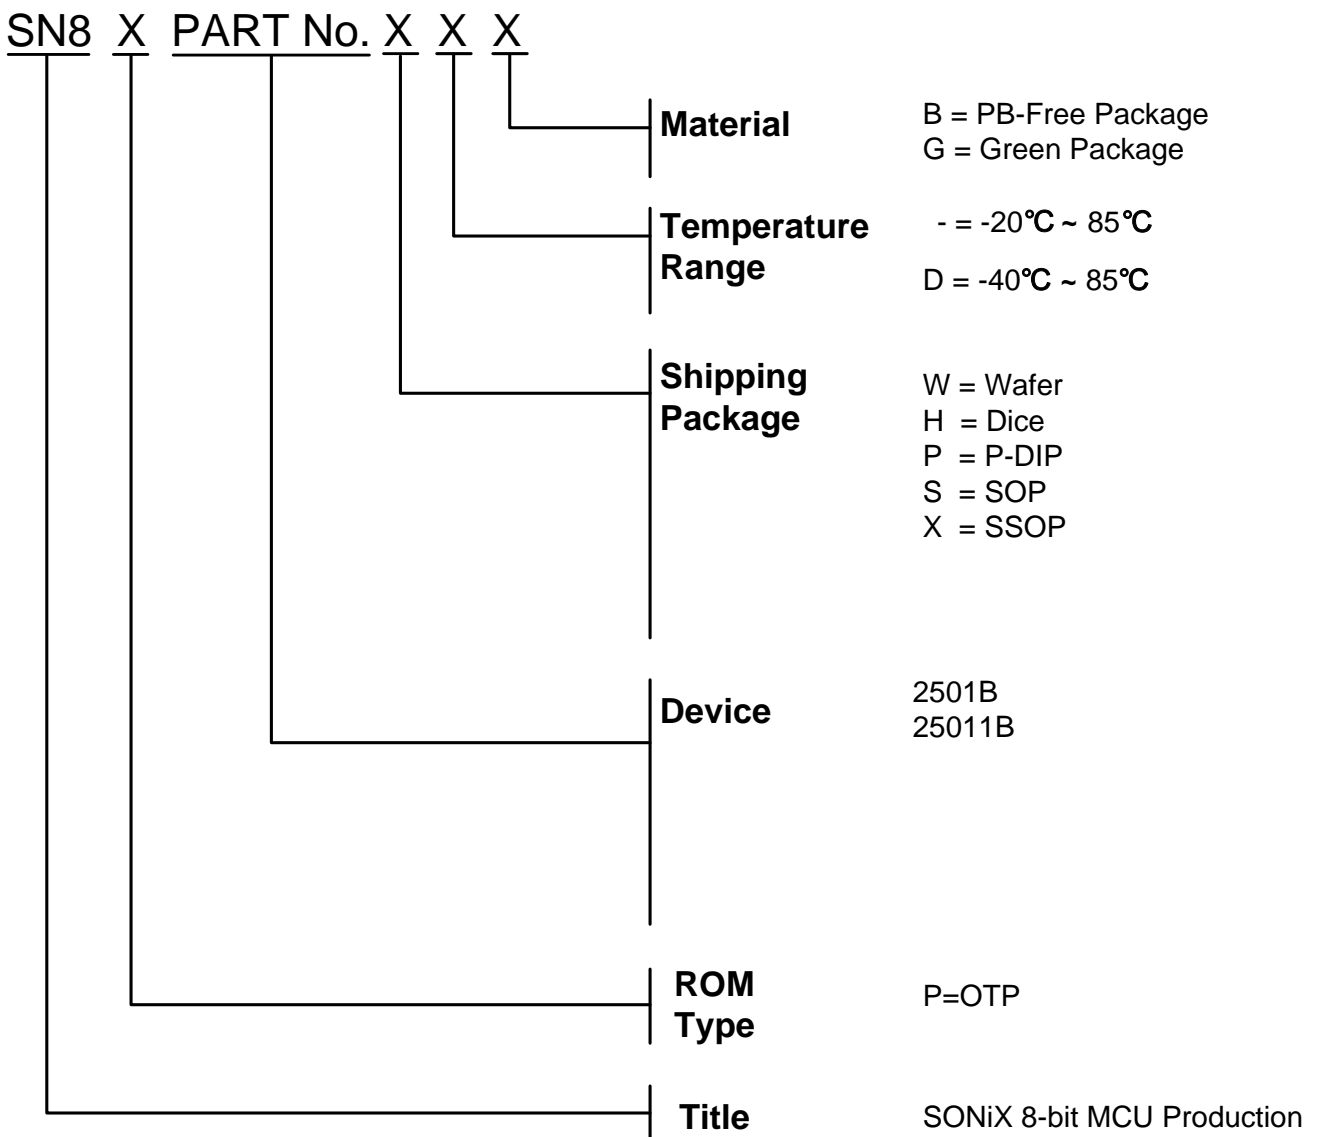 SN8 X PART No. X X X
Material
B = PB-Free Package
G = Green Package
Temperature
Range
- = -20℃ ~ 85℃
D = -40℃ ~ 85℃
Shipping
Package
W = Wafer
H = Dice
P = P-DIP
S = SOP
X = SSOP
Device
2501B
25011B
ROM
Type
P=OTP
Title
SONiX 8-bit MCU Production